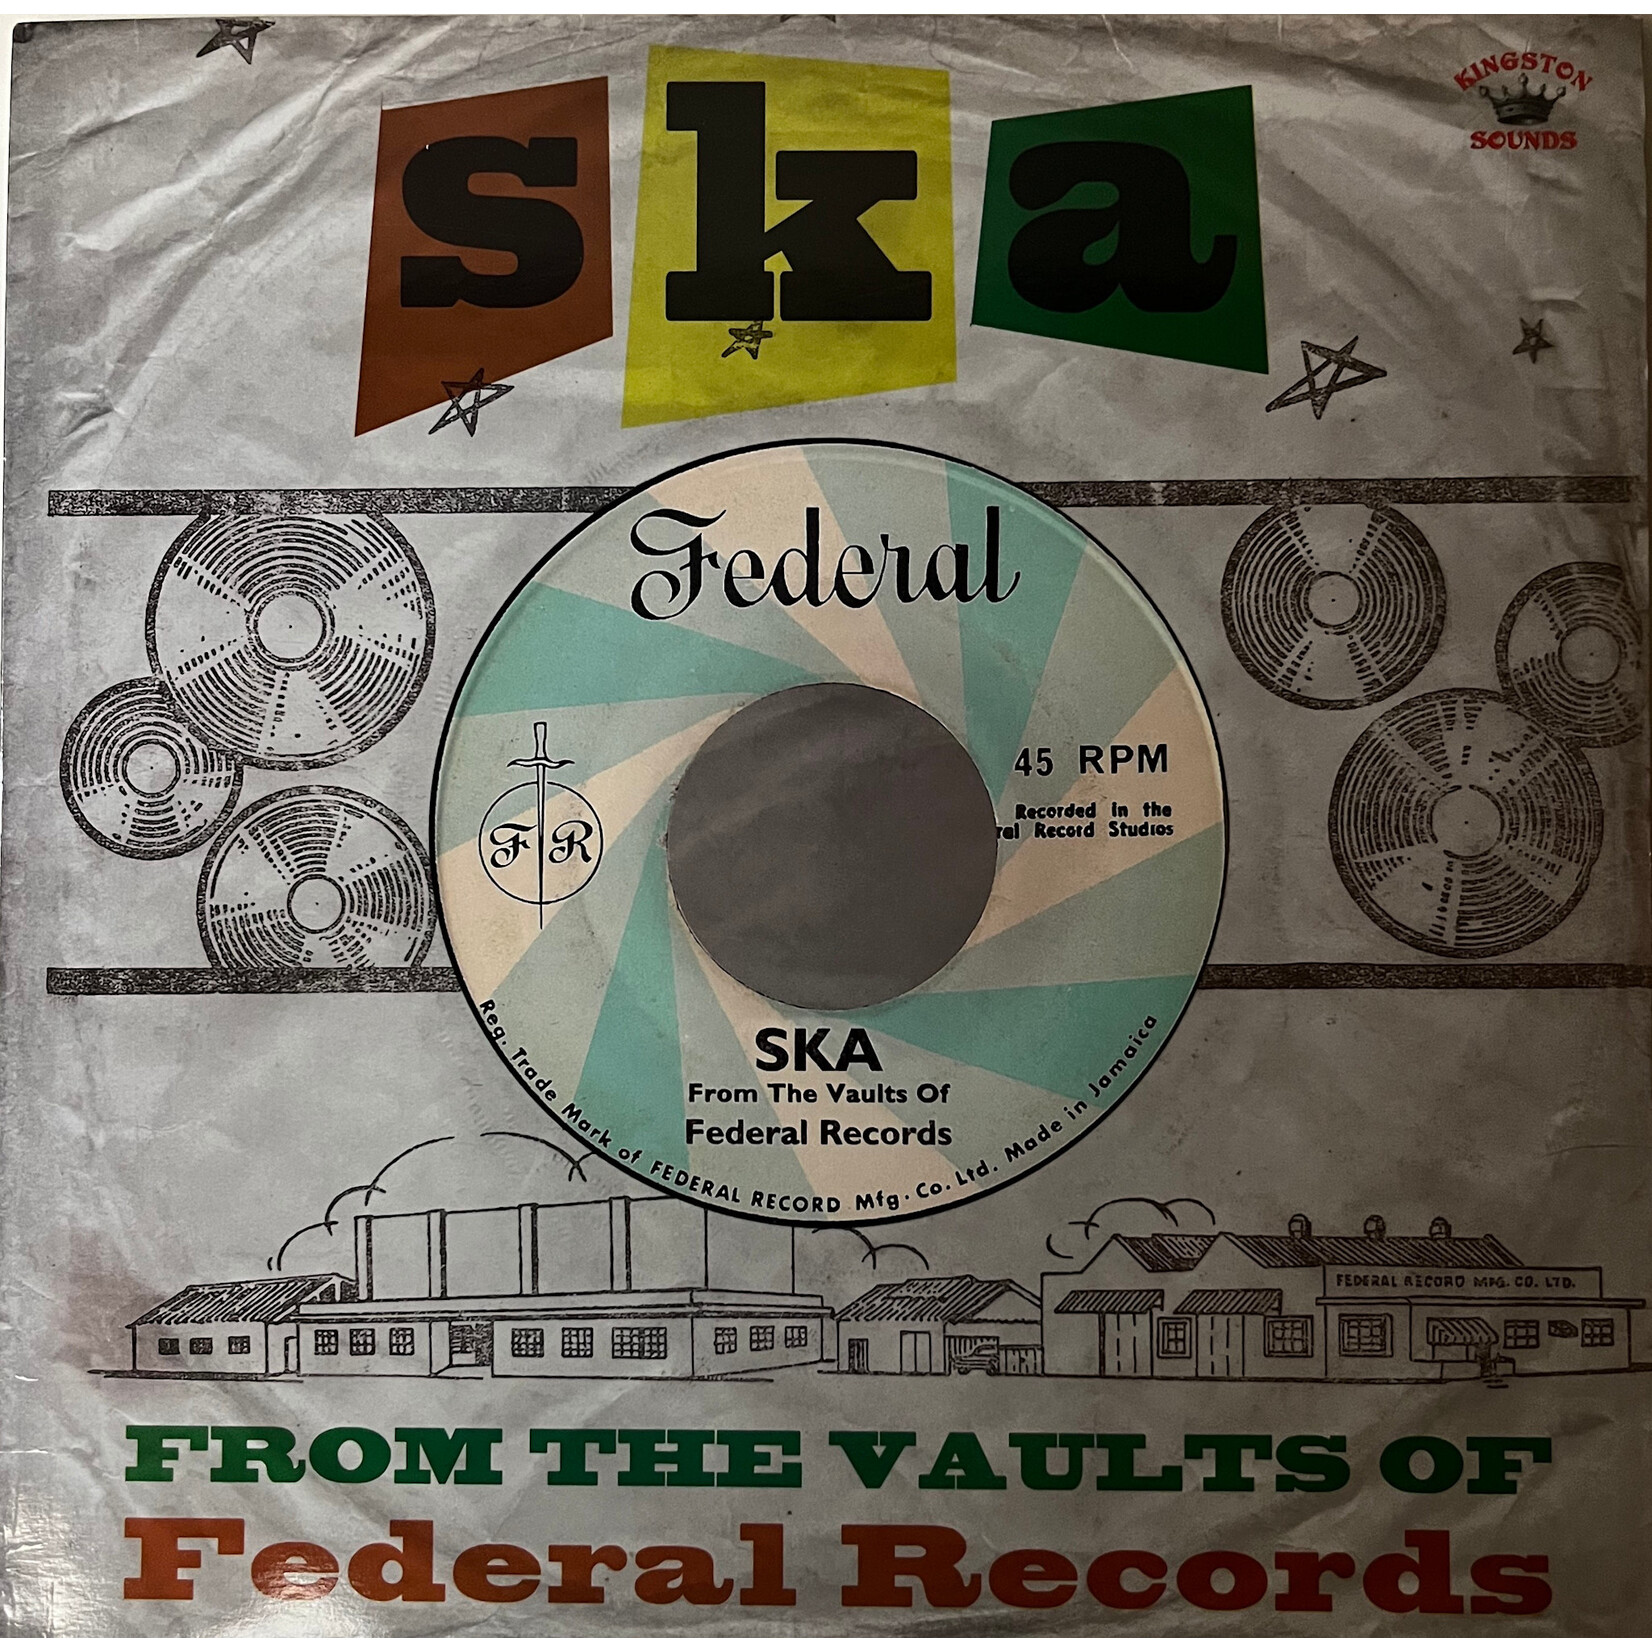 ska
KINGSTON
SOUNDS
Federal
45 RPM
Recorded in the
Record Studios
F R
SKA
From The Vaults Of
Federal Records
Reg. Trade Mark of FEDERAL RECORD Mfg. Co. Ltd. Made in Jamaica
FEDERAL RECORD MFG. CO. LTD.
FROM THE VAULTS OF
Federal Records